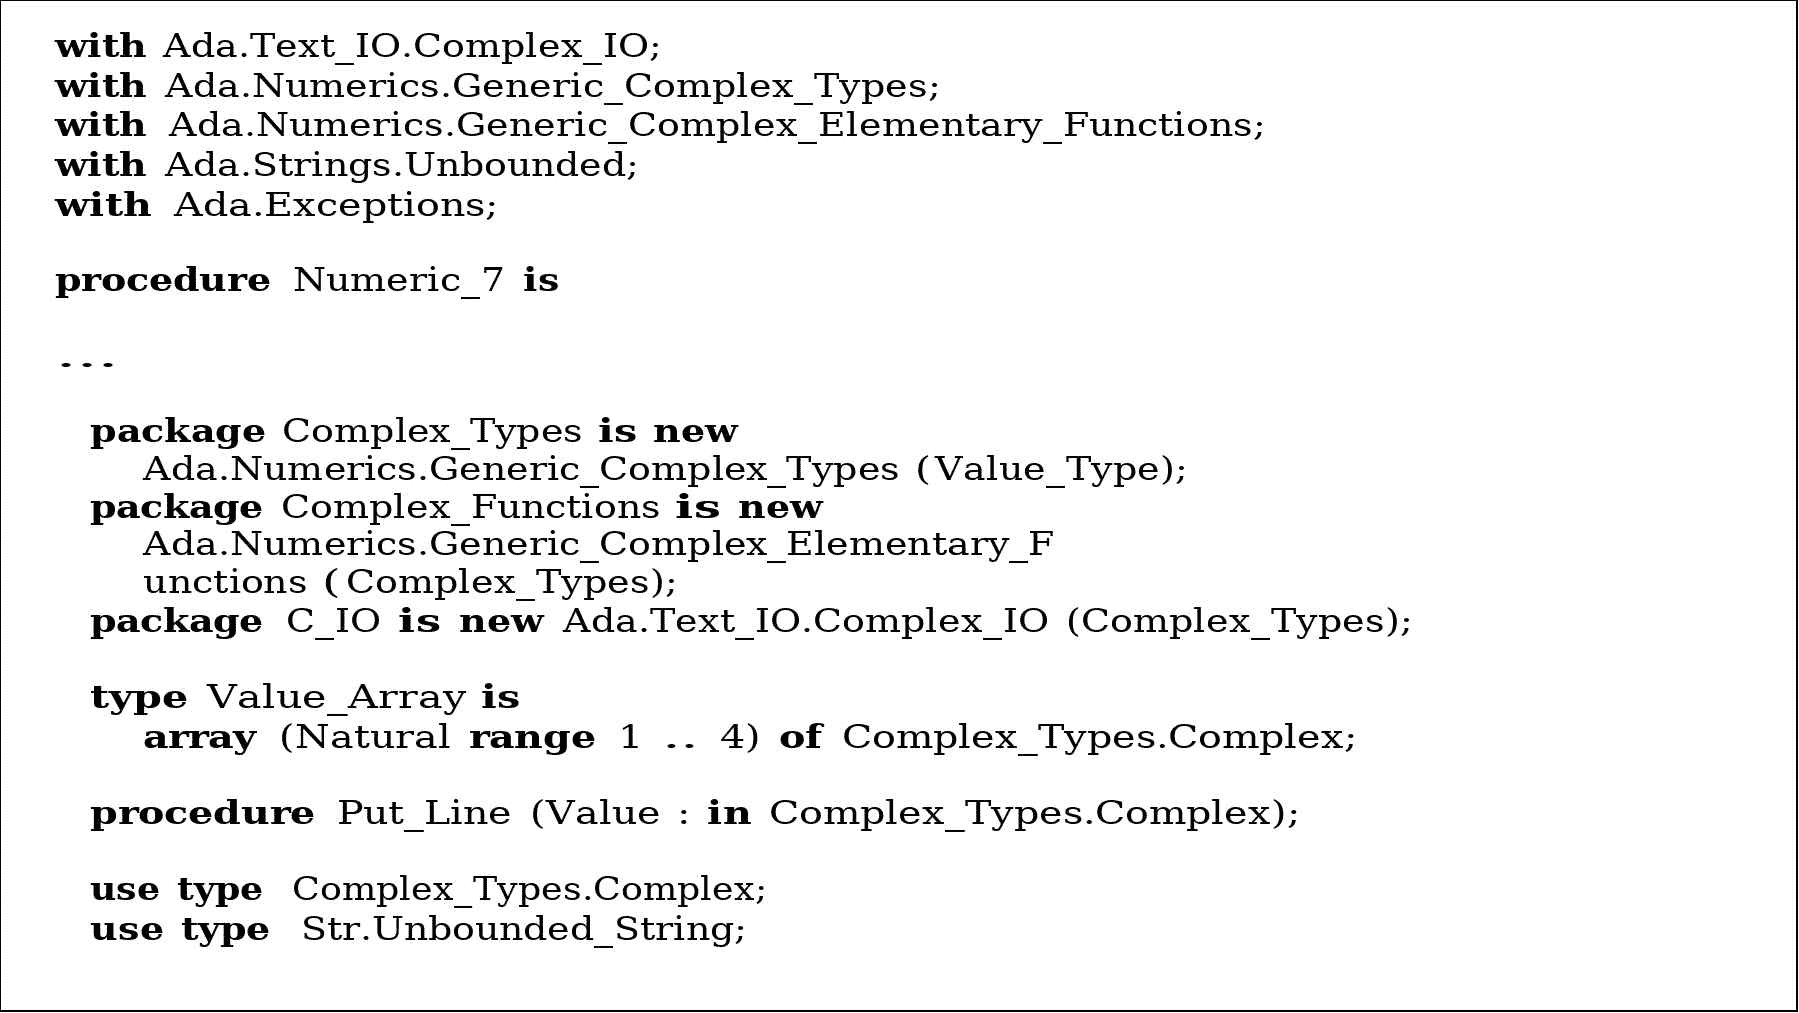 with Ada.Text_IO.Complex_IO;
with Ada.Numerics.Generic_Complex_Types;
with Ada.Numerics.Generic_Complex_Elementary_Functions;
with Ada.Strings.Unbounded;
with Ada.Exceptions;
procedure Numeric_7 is
...
package Complex_Types is new
Ada.Numerics.Generic_Complex_Types (Value_Type);
package Complex_Functions is new
Ada.Numerics.Generic_Complex_Elementary_F
unctions (Complex_Types);
package C_IO is new Ada.Text_IO.Complex_IO (Complex_Types);
type Value_Array is
array (Natural range 1 .. 4) of Complex_Types.Complex;
procedure Put_Line (Value : in Complex_Types.Complex);
use type Complex_Types.Complex;
use type Str.Unbounded_String;